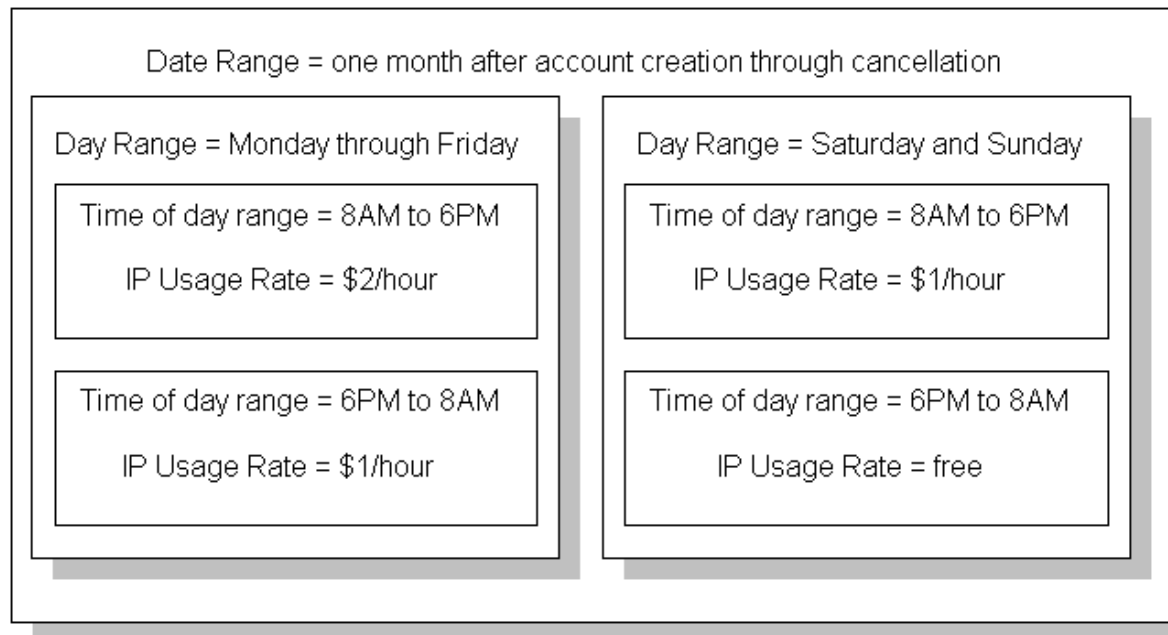 Date Range = one month after account creation through cancellation
Day Range = Monday through Friday
Time of day range = 8AM to 6PM
IP Usage Rate = $2/hour
Time of day range = 6PM to 8AM
IP Usage Rate = $1/hour
Day Range = Saturday and Sunday
Time of day range = 8AM to 6PM
IP Usage Rate = $1/hour
Time of day range = 6PM to 8AM
IP Usage Rate = free